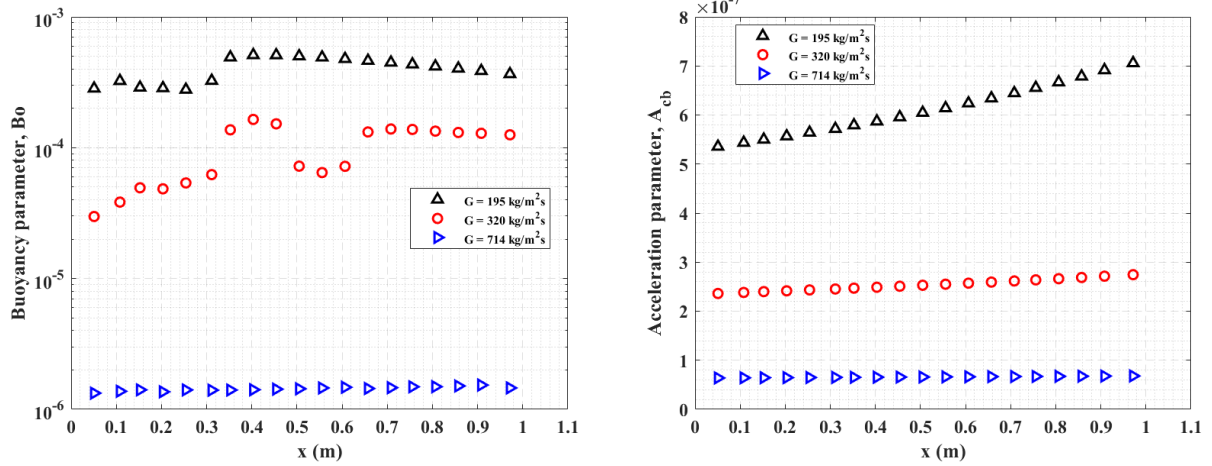 10^-3
10^-4
10^-5
10^-6
Buoyancy parameter, Bo
G = 195 kg/m^2s
G = 320 kg/m^2s
G = 714 kg/m^2s
0 0.1 0.2 0.3 0.4 0.5 0.6 0.7 0.8 0.9 1 1.1
x (m)
8
7
6
5
4
3
2
1
0
Acceleration parameter, A_cb
G = 195 kg/m^2s
G = 320 kg/m^2s
G = 714 kg/m^2s
0 0.1 0.2 0.3 0.4 0.5 0.6 0.7 0.8 0.9 1 1.1
x (m)